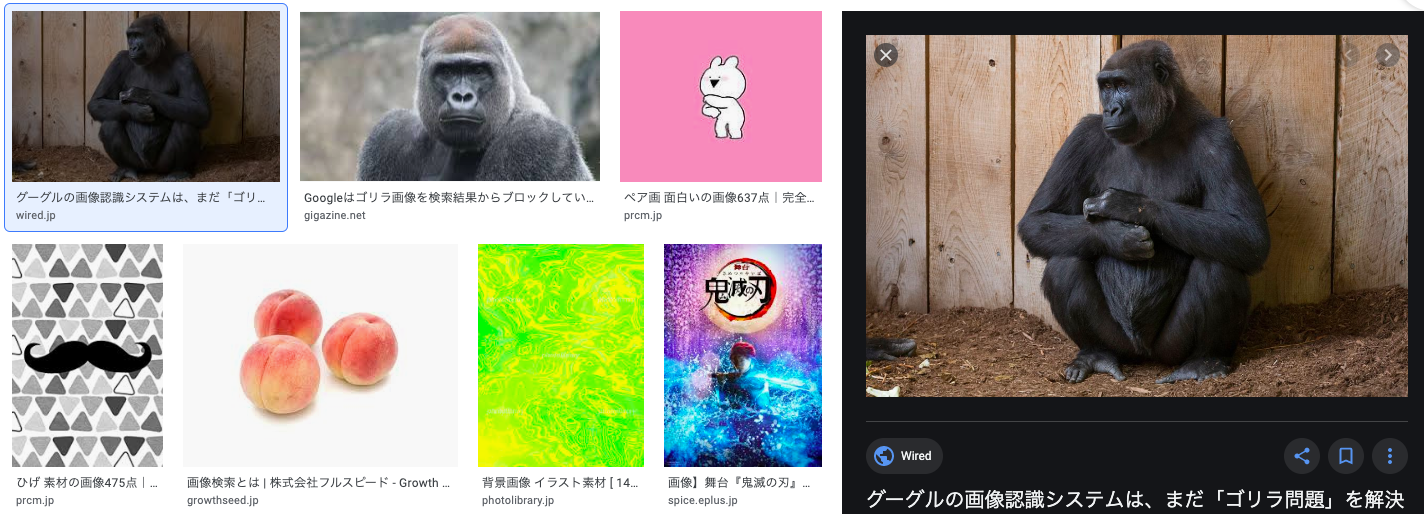 グーグルの画像認識システムは、まだ「ゴリ...
wired.jp
Googleはゴリラ画像を検索結果からブロックしてい...
gigazine.net
ペア画 面白いの画像637点｜完全...
prcm.jp
舞台
鬼滅の刃
ひげ 素材の画像475点｜...
prcm.jp
画像検索とは | 株式会社フルスピード - Growth ...
growthseed.jp
背景画像 イラスト素材 [ 14...
photolibrary.jp
画像】舞台『鬼滅の刃』...
spice.eplus.jp
Wired
グーグルの画像認識システムは、まだ「ゴリラ問題」を解決